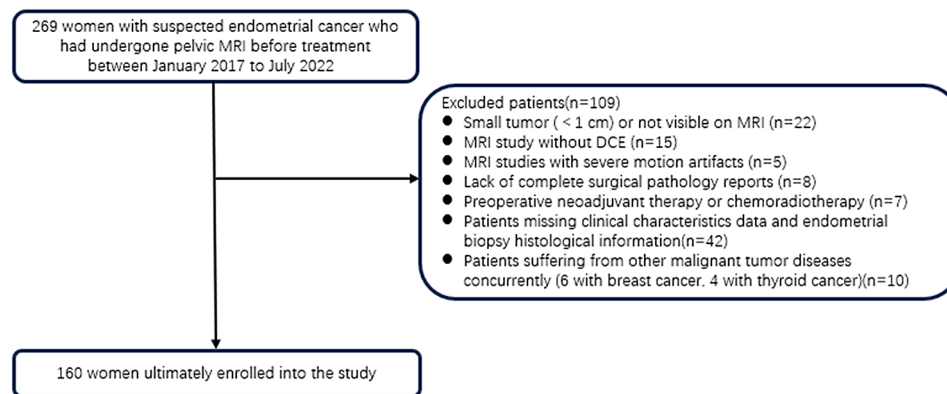 269 women with suspected endometrial cancer who
had undergone pelvic MRI before treatment
between January 2017 to July 2022
Excluded patients(n=109)
● Small tumor ( < 1 cm) or not visible on MRI (n=22)
● MRI study without DCE (n=15)
● MRI studies with severe motion artifacts (n=5)
● Lack of complete surgical pathology reports (n=8)
● Preoperative neoadjuvant therapy or chemoradiotherapy (n=7)
● Patients missing clinical characteristics data and endometrial
biopsy histological information(n=42)
● Patients suffering from other malignant tumor diseases
concurrently (6 with breast cancer, 4 with thyroid cancer)(n=10)
160 women ultimately enrolled into the study